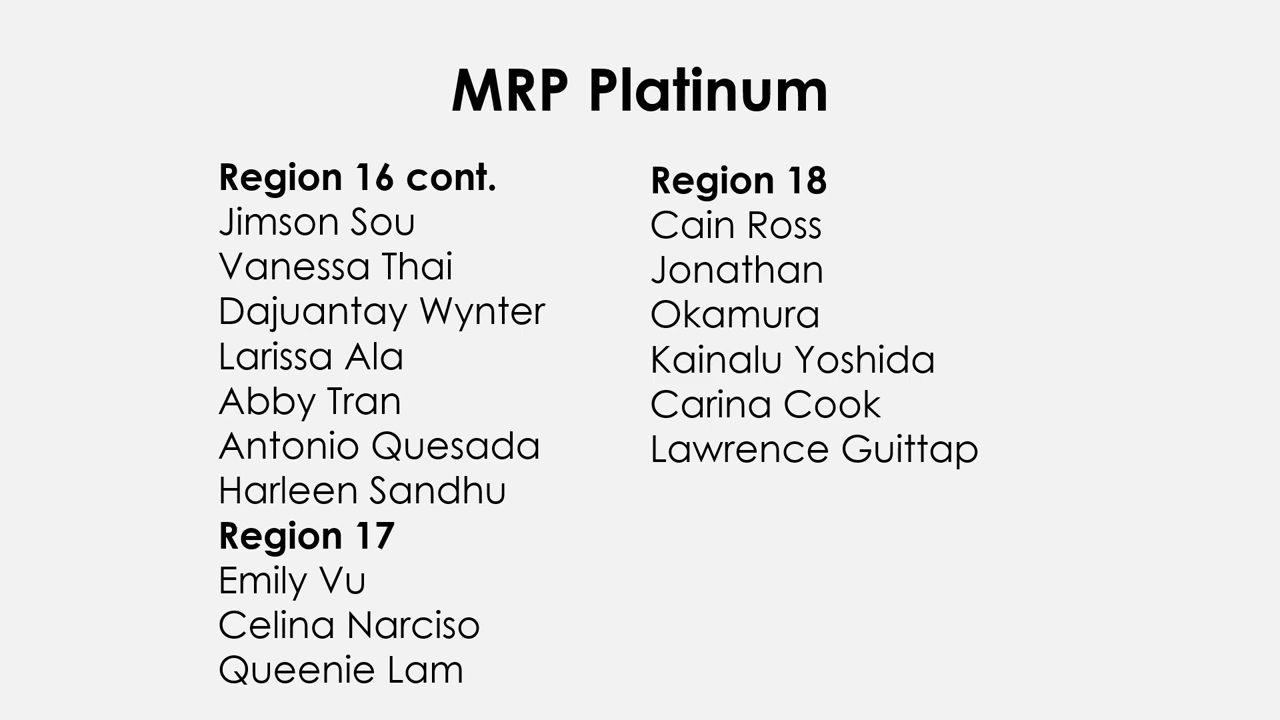 MRP Platinum
Region 16 cont.
Jimson Sou
Vanessa Thai
Dajuantay Wynter
Larissa Ala
Abby Tran
Antonio Quesada
Harleen Sandhu
Region 17
Emily Vu
Celina Narciso
Queenie Lam
Region 18
Cain Ross
Jonathan
Okamura
Kainalu Yoshida
Carina Cook
Lawrence Guittap